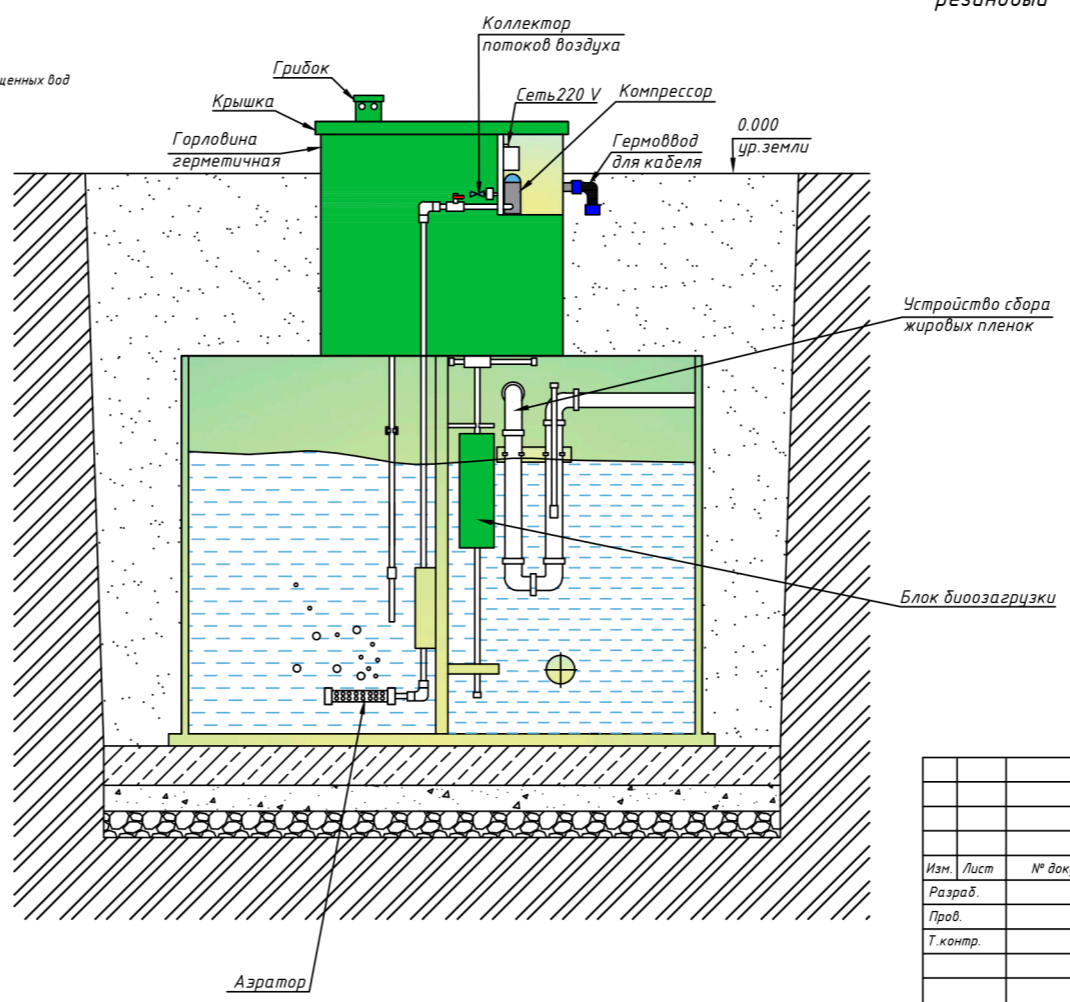 резиновый
Коллектор
потоков воздуха
щенных вод
Грибок
Крышка
Сеть220 V
Компрессор
Горловина
герметичная
Гермоввод
для кабеля
0.000
ур.земли
Устройство сбора
жировых пленок
Блок биоозагрузки
Аэратор
Изм. Лист № док
Разраб.
Пров.
Т.контр.